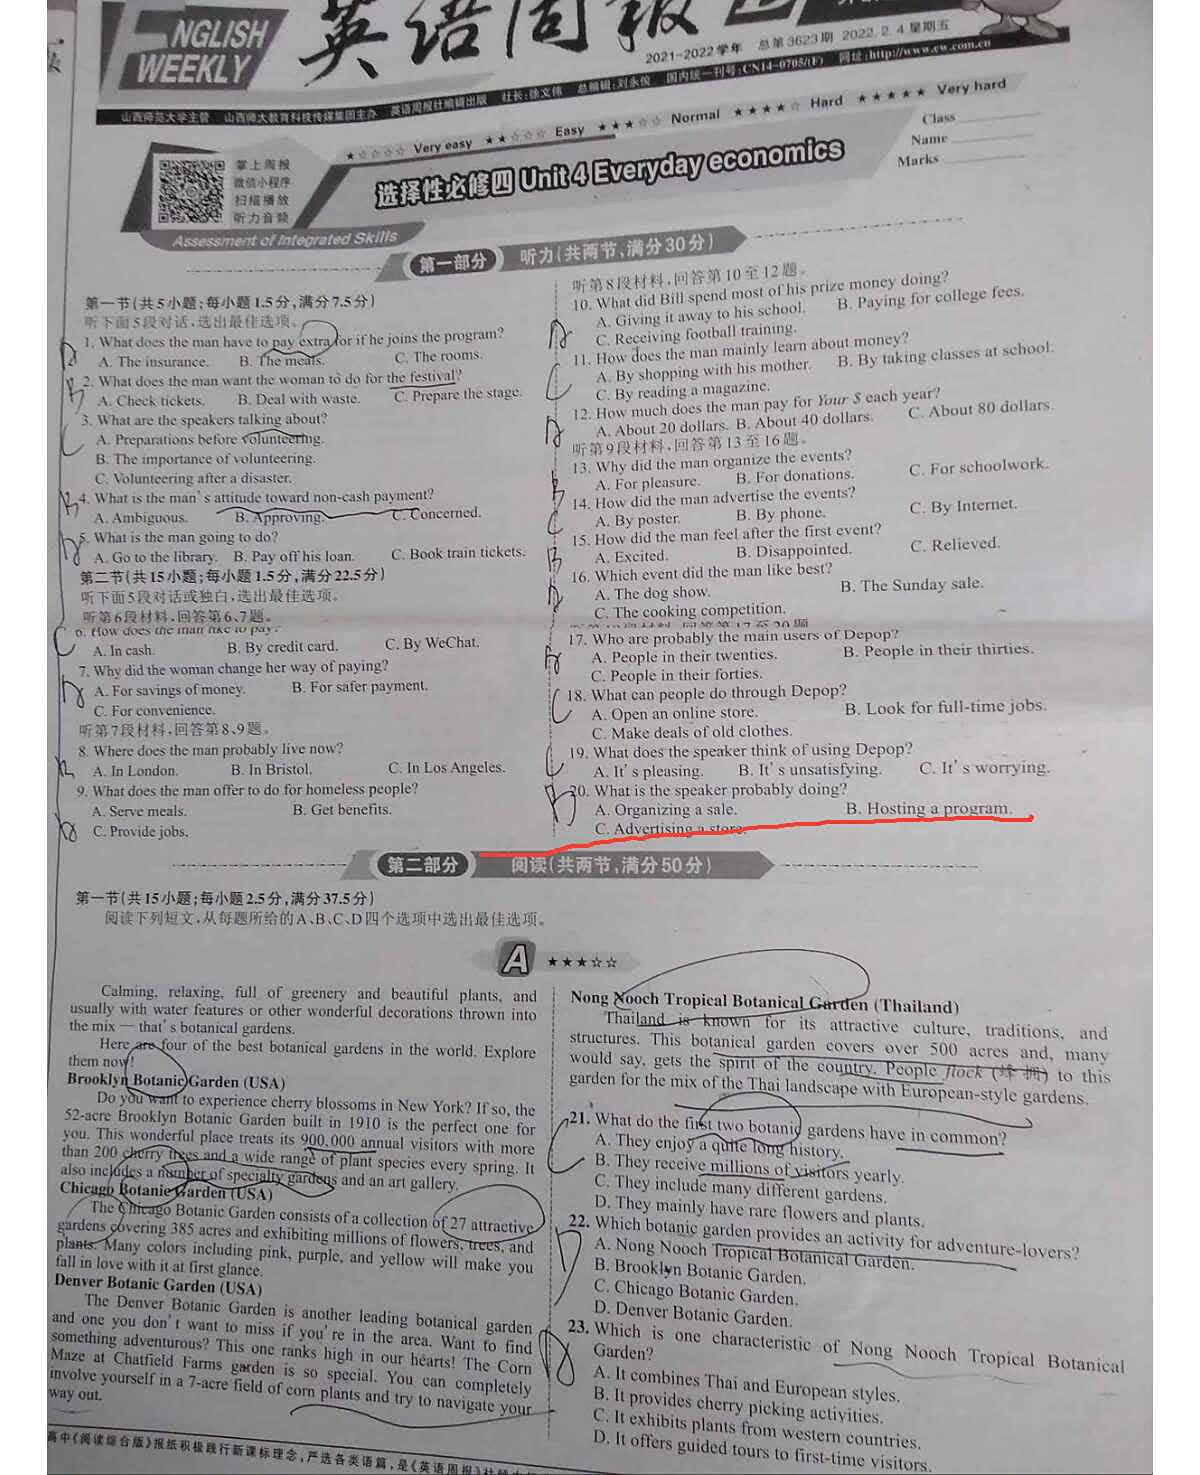 ENGLISH WEEKLY
英语周报
2021-2022学年 总第3623期 2022.2.4 星期五
山西师范大学主管 山西师大教育科技传媒集团主办 英语周报社编辑出版 社长:徐文伟 总编辑:刘永俊 国内统一刊号:CN14-0705/(F) 网址:http://www.ew.com.cn
★☆☆☆☆ Very easy ★★☆☆☆ Easy ★★★☆☆ Normal ★★★★☆ Hard ★★★★★ Very hard
Class
Name
Marks
掌上周报
微信小程序
扫描播放
听力音频
选择性必修四 Unit 4 Everyday economics
Assessment of Integrated Skills
第一部分 听力(共两节,满分30分)
第一节(共5小题;每小题1.5分,满分7.5分)
听下面5段对话,选出最佳选项。
1. What does the man have to pay extra for if he joins the program?
A. The insurance. B. The meals. C. The rooms.
2. What does the man want the woman to do for the festival?
A. Check tickets. B. Deal with waste. C. Prepare the stage.
3. What are the speakers talking about?
A. Preparations before volunteering.
B. The importance of volunteering.
C. Volunteering after a disaster.
4. What is the man's attitude toward non-cash payment?
A. Ambiguous. B. Approving. C. Concerned.
5. What is the man going to do?
A. Go to the library. B. Pay off his loan. C. Book train tickets.
第二节(共15小题;每小题1.5分,满分22.5分)
听下面5段对话或独白,选出最佳选项。
听第6段材料,回答第6、7题。
6. How does the man like to pay?
A. In cash. B. By credit card. C. By WeChat.
7. Why did the woman change her way of paying?
A. For savings of money. B. For safer payment.
C. For convenience.
听第7段材料,回答第8、9题。
8. Where does the man probably live now?
A. In London. B. In Bristol. C. In Los Angeles.
9. What does the man offer to do for homeless people?
A. Serve meals. B. Get benefits.
C. Provide jobs.
听第8段材料,回答第10至12题。
10. What did Bill spend most of his prize money doing?
A. Giving it away to his school. B. Paying for college fees.
C. Receiving football training.
11. How does the man mainly learn about money?
A. By shopping with his mother. B. By taking classes at school.
C. By reading a magazine.
12. How much does the man pay for Your $ each year?
A. About 20 dollars. B. About 40 dollars. C. About 80 dollars.
听第9段材料,回答第13至16题。
13. Why did the man organize the events?
A. For pleasure. B. For donations. C. For schoolwork.
14. How did the man advertise the events?
A. By poster. B. By phone. C. By Internet.
15. How did the man feel after the first event?
A. Excited. B. Disappointed. C. Relieved.
16. Which event did the man like best?
A. The dog show. B. The Sunday sale.
C. The cooking competition.
听第10段材料,回答第17至20题
17. Who are probably the main users of Depop?
A. People in their twenties. B. People in their thirties.
C. People in their forties.
18. What can people do through Depop?
A. Open an online store. B. Look for full-time jobs.
C. Make deals of old clothes.
19. What does the speaker think of using Depop?
A. It's pleasing. B. It's unsatisfying. C. It's worrying.
20. What is the speaker probably doing?
A. Organizing a sale. B. Hosting a program.
C. Advertising a store.
第二部分 阅读(共两节,满分50分)
第一节(共15小题;每小题2.5分,满分37.5分)
阅读下列短文,从每题所给的A、B、C、D四个选项中选出最佳选项。
A ★★★☆☆
Calming, relaxing, full of greenery and beautiful plants, and
usually with water features or other wonderful decorations thrown into
the mix — that's botanical gardens.
Here are four of the best botanical gardens in the world. Explore
them now!
Brooklyn Botanic Garden (USA)
Do you want to experience cherry blossoms in New York? If so, the
52-acre Brooklyn Botanic Garden built in 1910 is the perfect one for
you. This wonderful place treats its 900,000 annual visitors with more
than 200 cherry trees and a wide range of plant species every spring. It
also includes a number of specialty gardens and an art gallery.
Chicago Botanic Garden (USA)
The Chicago Botanic Garden consists of a collection of 27 attractive
gardens covering 385 acres and exhibiting millions of flowers, trees, and
plants. Many colors including pink, purple, and yellow will make you
fall in love with it at first glance.
Denver Botanic Garden (USA)
The Denver Botanic Garden is another leading botanical garden
and one you don't want to miss if you're in the area. Want to find
something adventurous? This one ranks high in our hearts! The Corn
Maze at Chatfield Farms garden is so special. You can completely
involve yourself in a 7-acre field of corn plants and try to navigate your
way out.
Nong Nooch Tropical Botanical Garden (Thailand)
Thailand is known for its attractive culture, traditions, and
structures. This botanical garden covers over 500 acres and, many
would say, gets the spirit of the country. People flock (蜂拥) to this
garden for the mix of the Thai landscape with European-style gardens.
21. What do the first two botanic gardens have in common?
A. They enjoy a quite long history.
B. They receive millions of visitors yearly.
C. They include many different gardens.
D. They mainly have rare flowers and plants.
22. Which botanic garden provides an activity for adventure-lovers?
A. Nong Nooch Tropical Botanical Garden.
B. Brooklyn Botanic Garden.
C. Chicago Botanic Garden.
D. Denver Botanic Garden.
23. Which is one characteristic of Nong Nooch Tropical Botanical
Garden?
A. It combines Thai and European styles.
B. It provides cherry picking activities.
C. It exhibits plants from western countries.
D. It offers guided tours to first-time visitors.
高中《阅读综合版》报纸积极践行新课标理念,严选各类语篇,是《英语周报》